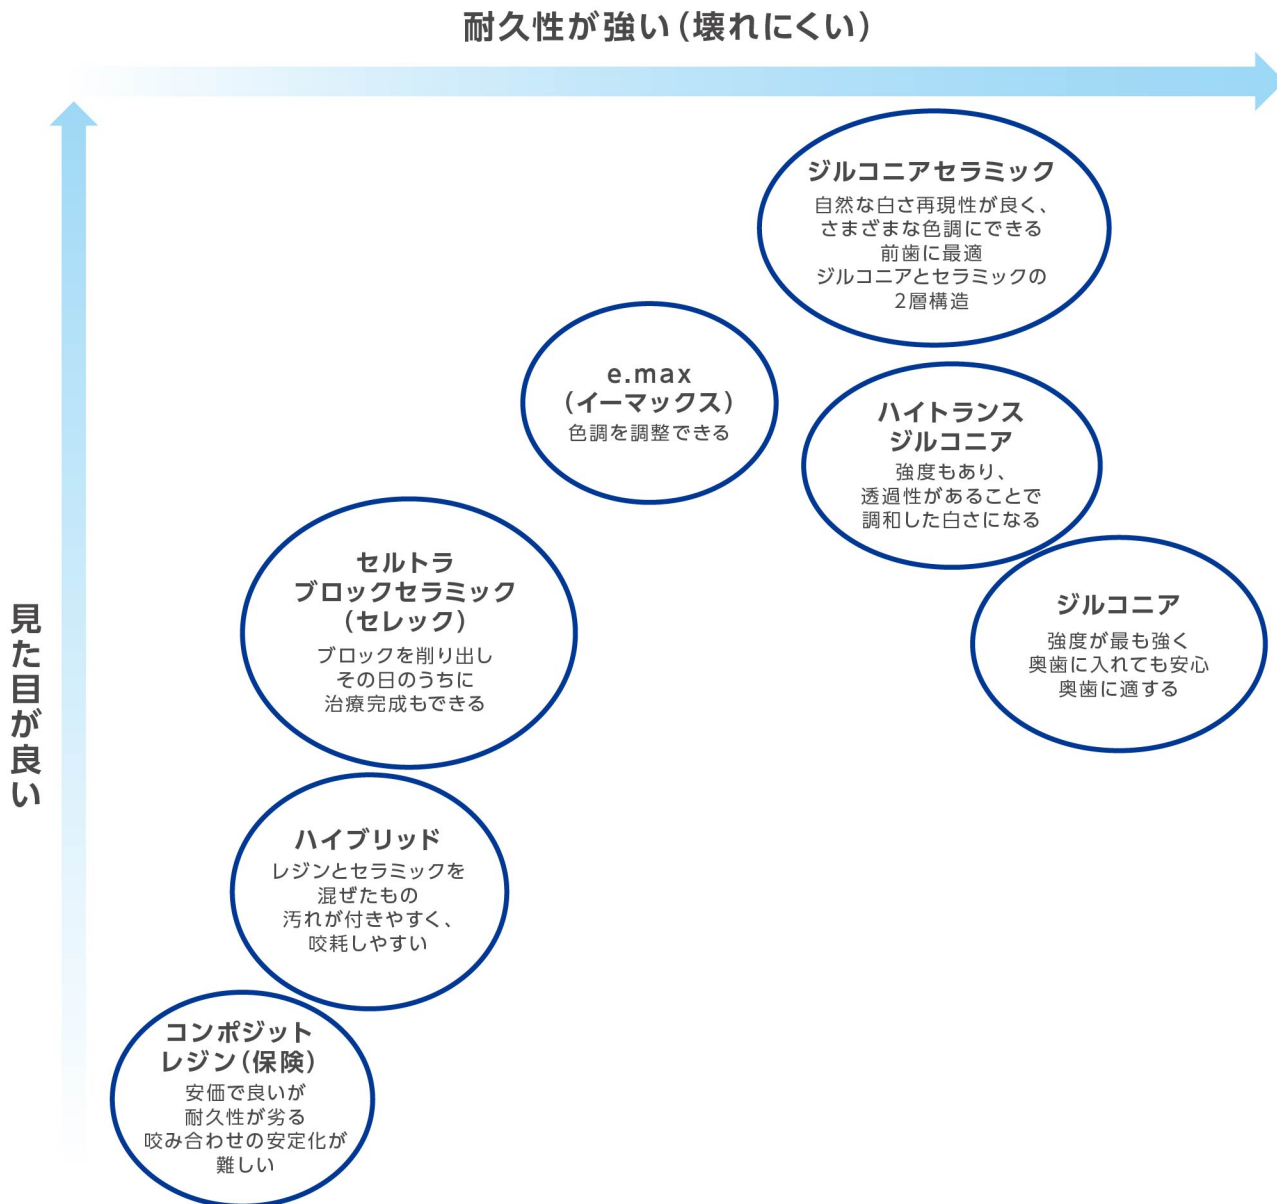 耐久性が強い（壊れにくい）
見た目が良い
ジルコニアセラミック
自然な白さ再現性が良く、
さまざまな色調にできる
前歯に最適
ジルコニアとセラミックの
2層構造
e.max
（イーマックス）
色調を調整できる
ハイトランス
ジルコニア
強度もあり、
透過性があることで
調和した白さになる
セルトラ
ブロックセラミック
（セレック）
ブロックを削り出し
その日のうちに
治療完成もできる
ジルコニア
強度が最も強く
奥歯に入れても安心
奥歯に適する
ハイブリッド
レジンとセラミックを
混ぜたもの
汚れが付きやすく、
咬耗しやすい
コンポジット
レジン（保険）
安価で良いが
耐久性が劣る
咬み合わせの安定化が
難しい